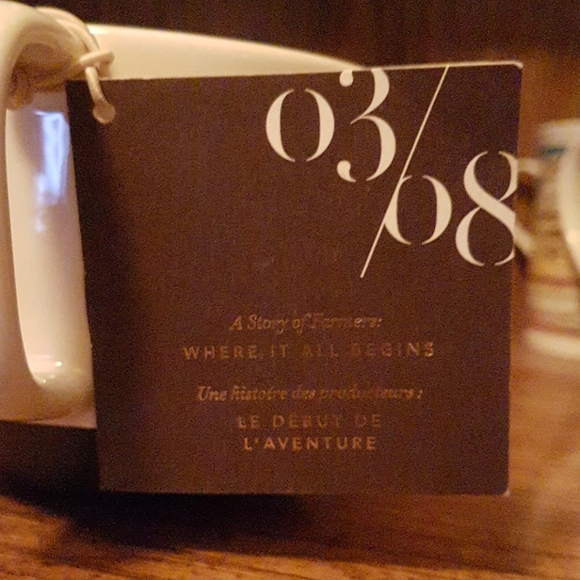 03/08
A Story of Farmers:
WHERE IT ALL BEGINS
Une histoire des producteurs :
LE DÉBUT DE
L'AVENTURE